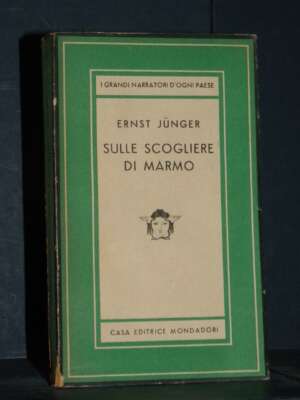 I GRANDI NARRATORI D'OGNI PAESE
ERNST JÜNGER
SULLE SCOGLIERE
DI MARMO
CASA EDITRICE MONDADORI